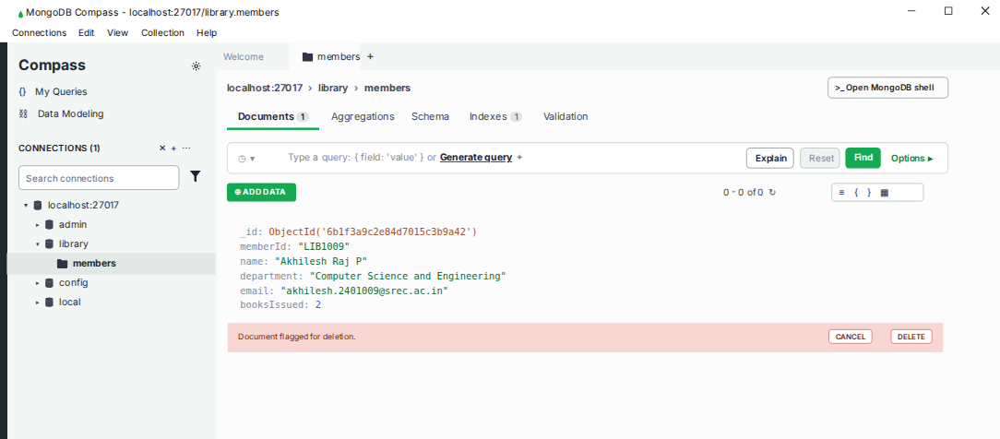 MongoDB Compass - localhost:27017/library.members
Connections Edit View Collection Help
Compass
{} My Queries
Data Modeling
CONNECTIONS (1)
Search connections
localhost:27017
admin
library
members
config
local
Welcome members +
localhost:27017 › library › members
>_Open MongoDB shell
Documents 1 Aggregations Schema Indexes 1 Validation
Type a query: { field: 'value' } or Generate query
Explain Reset Find Options
ADD DATA
0 - 0 of 0
{ }
_id: ObjectId('6b1f3a9c2e84d7015c3b9a42')
memberId: "LIB1009"
name: "Akhilesh Raj P"
department: "Computer Science and Engineering"
email: "akhilesh.2401009@srec.ac.in"
booksIssued: 2
Document flagged for deletion.
CANCEL DELETE